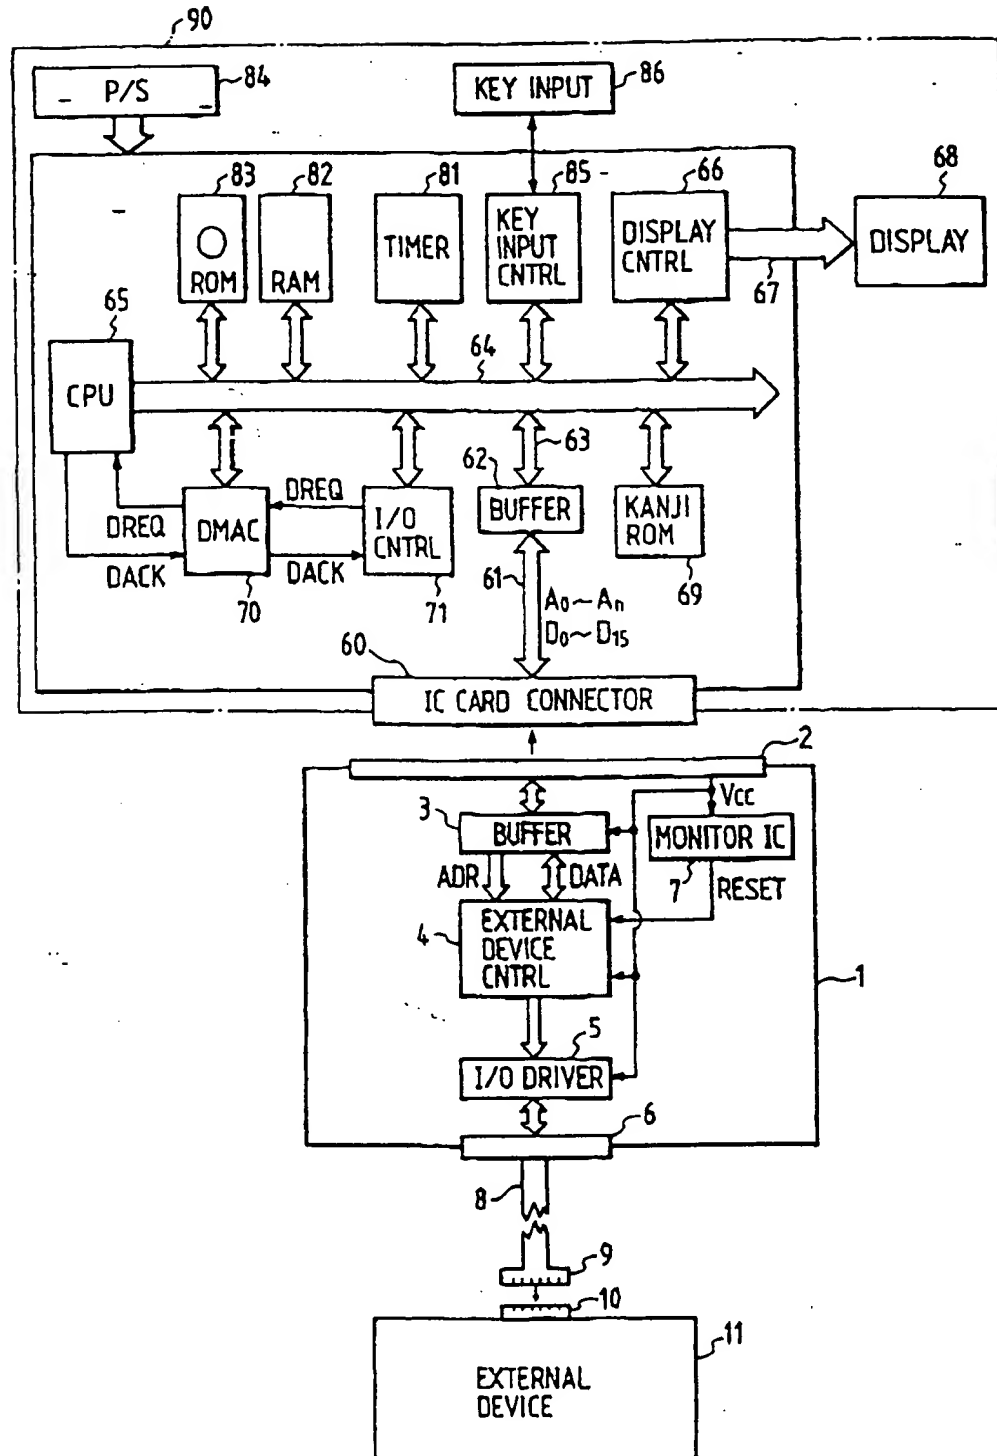 90
P/S
84
KEY INPUT
86
83
82
81
85
66
68
ROM
RAM
TIMER
KEY
INPUT
CNTRL
DISPLAY
CNTRL
67
DISPLAY
65
CPU
64
63
62
DREQ
DACK
DMAC
70
DREQ
DACK
I/O
CNTRL
71
BUFFER
61
A0~An
D0~D15
KANJI
ROM
69
60
IC CARD CONNECTOR
2
Vcc
3
BUFFER
MONITOR IC
7
RESET
ADR
DATA
4
EXTERNAL
DEVICE
CNTRL
1
5
I/O DRIVER
6
8
9
10
11
EXTERNAL
DEVICE